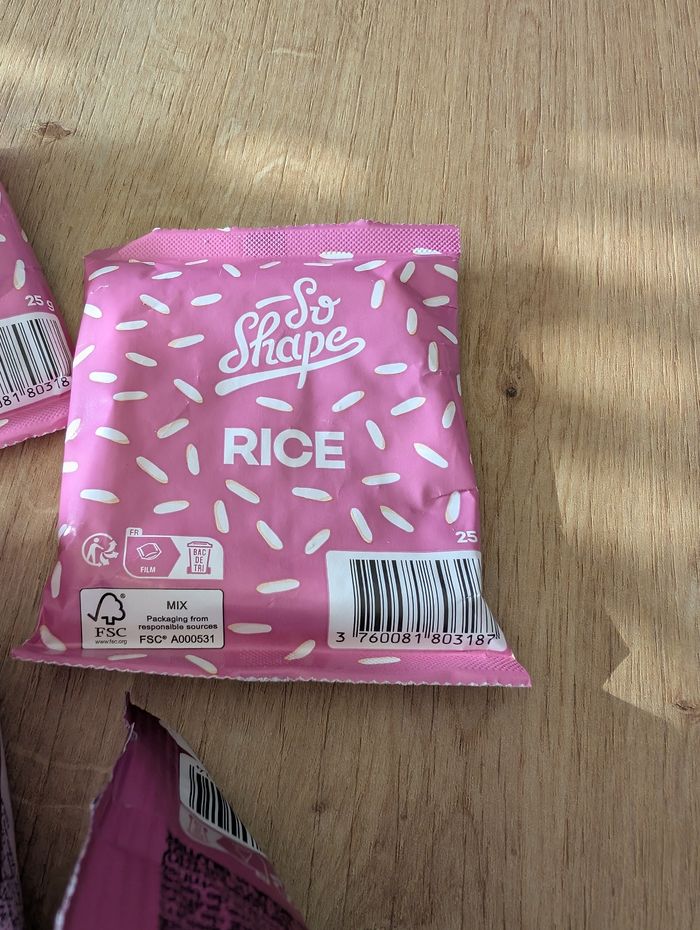 So
Shape
RICE
25
FR
FILM
BAC
DE
TRI
MIX
Packaging from
responsible sources
FSC® A000531
FSC
www.fsc.org
3 760081 803187
25 g
081 80318